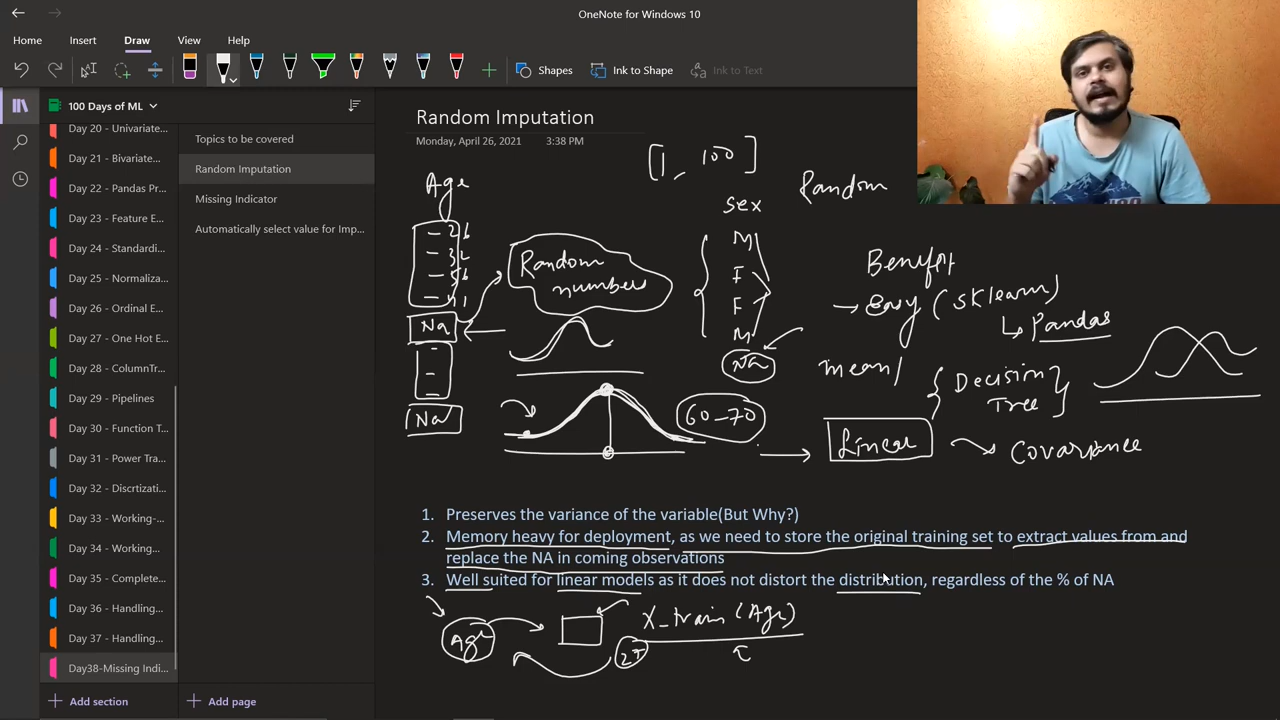 OneNote for Windows 10
Home Insert Draw View Help
Shapes Ink to Shape Ink to Text
100 Days of ML
Day 20 - Univariate...
Day 21 - Bivariate...
Day 22 - Pandas Pr...
Day 23 - Feature E...
Day 24 - Standardi...
Day 25 - Normaliza...
Day 26 - Ordinal E...
Day 27 - One Hot E...
Day 28 - ColumnTr...
Day 29 - Pipelines
Day 30 - Function T...
Day 31 - Power Tra...
Day 32 - Discrtizati...
Day 33 - Working-...
Day 34 - Working...
Day 35 - Complete...
Day 36 - Handling...
Day 37 - Handling...
Day38-Missing Indi...
Add section
Topics to be covered
Random Imputation
Missing Indicator
Automatically select value for Imp...
Add page
Random Imputation
Monday, April 26, 2021 3:38 PM
[1, 100]
Age
Sex
Random
26
32
Random
numbers
M
F
F
M
Na
Na
Na
Benefit
→ easy (sklearn)
↳ Pandas
mean/
{ Decision
Tree }
60-70
Linear
Covariance
1. Preserves the variance of the variable(But Why?)
2. Memory heavy for deployment, as we need to store the original training set to extract values from and
replace the NA in coming observations
3. Well suited for linear models as it does not distort the distribution, regardless of the % of NA
Age
X_train (Age)
27